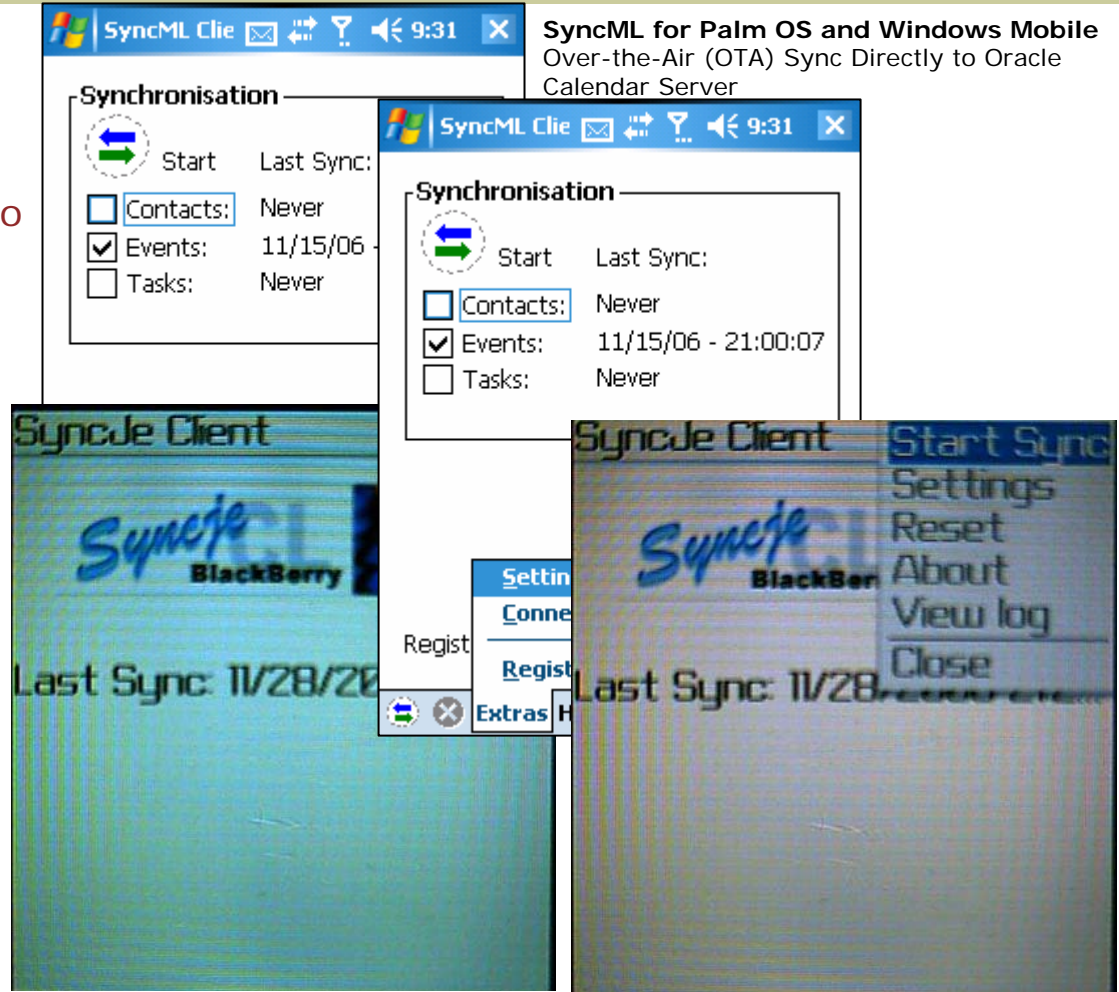 SyncML Clie 9:31
Synchronisation
Start Last Sync:
Contacts: Never
Events: 11/15/06 -
Tasks: Never
SyncML for Palm OS and Windows Mobile
Over-the-Air (OTA) Sync Directly to Oracle
Calendar Server
o
SyncML Clie 9:31
Synchronisation
Start Last Sync:
Contacts: Never
Events: 11/15/06 - 21:00:07
Tasks: Never
Settin
Conne
Regist
Regist
Extras H
SyncJe Client
Syncje CL
BlackBerry
Last Sync: 11/28/20
SyncJe Client
Syncje CL
BlackBer
Last Sync: 11/28/
Start Sync
Settings
Reset
About
View log
Close